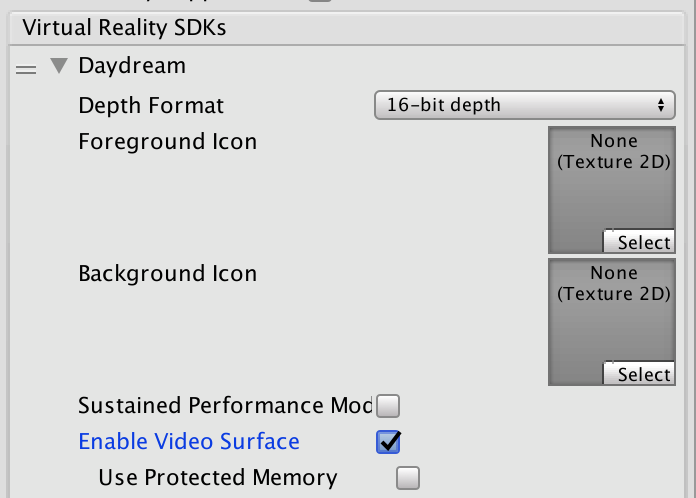 Virtual Reality SDKs
Daydream
Depth Format 16-bit depth
Foreground Icon None
(Texture 2D)
Select
Background Icon None
(Texture 2D)
Select
Sustained Performance Mod
Enable Video Surface
Use Protected Memory